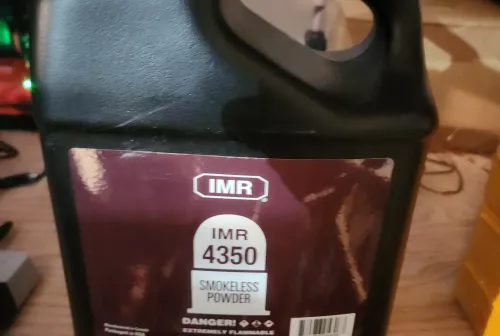 IMR
IMR
4350
SMOKELESS
POWDER
DANGER!
EXTREMELY FLAMMABLE